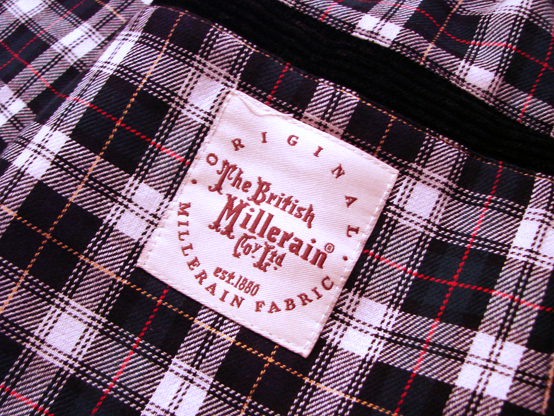 ORIGINAL
The British
Millerain®
Coy. Ltd
est.1880
MILLERAIN FABRIC